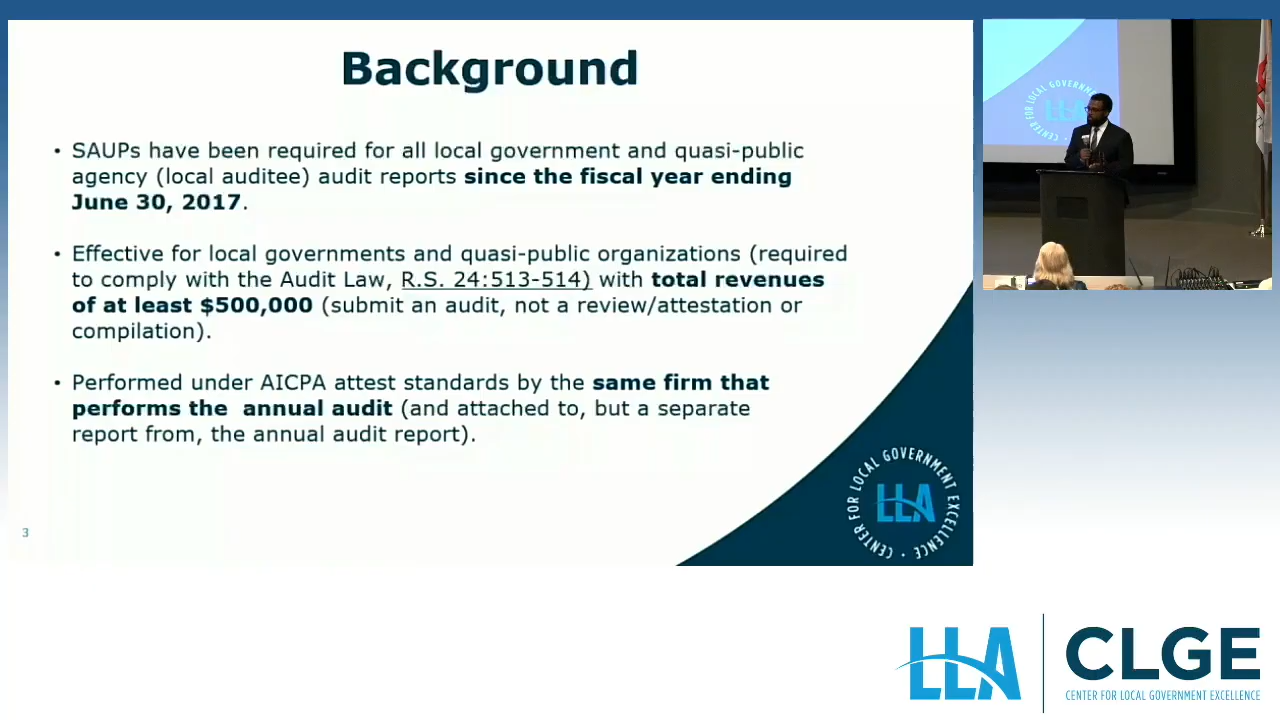 Background
• SAUPs have been required for all local government and quasi-public
agency (local auditee) audit reports since the fiscal year ending
June 30, 2017.
• Effective for local governments and quasi-public organizations (required
to comply with the Audit Law, R.S. 24:513-514) with total revenues
of at least $500,000 (submit an audit, not a review/attestation or
compilation).
• Performed under AICPA attest standards by the same firm that
performs the annual audit (and attached to, but a separate
report from, the annual audit report).
3
CENTER FOR LOCAL GOVERNMENT EXCELLENCE •
LLA
LLA
CLGE
CENTER FOR LOCAL GOVERNMENT EXCELLENCE